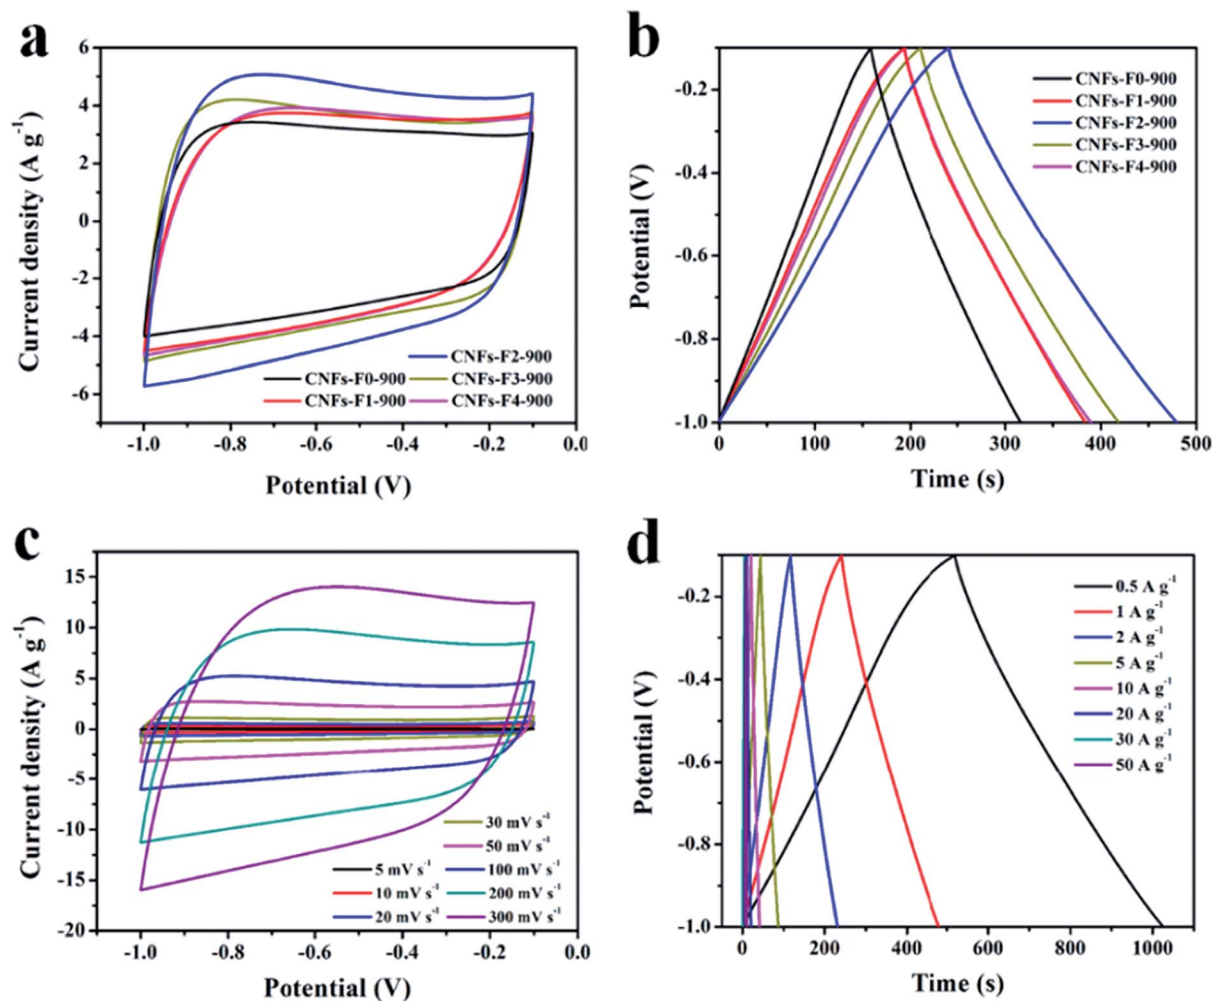 a
6
4
2
0
-2
-4
-6
-1.0 -0.8 -0.6 -0.4 -0.2 0.0
Current density (A g⁻¹)
Potential (V)
CNFs-F2-900
CNFs-F0-900 CNFs-F3-900
CNFs-F1-900 CNFs-F4-900
b
-0.2
-0.4
-0.6
-0.8
-1.0
0 100 200 300 400 500
Potential (V)
Time (s)
CNFs-F0-900
CNFs-F1-900
CNFs-F2-900
CNFs-F3-900
CNFs-F4-900
c
15
10
5
0
-5
-10
-15
-20
-1.0 -0.8 -0.6 -0.4 -0.2 0.0
Current density (A g⁻¹)
Potential (V)
30 mV s⁻¹
50 mV s⁻¹
5 mV s⁻¹ 100 mV s⁻¹
10 mV s⁻¹ 200 mV s⁻¹
20 mV s⁻¹ 300 mV s⁻¹
d
-0.2
-0.4
-0.6
-0.8
-1.0
0 200 400 600 800 1000
Potential (V)
Time (s)
0.5 A g⁻¹
1 A g⁻¹
2 A g⁻¹
5 A g⁻¹
10 A g⁻¹
20 A g⁻¹
30 A g⁻¹
50 A g⁻¹